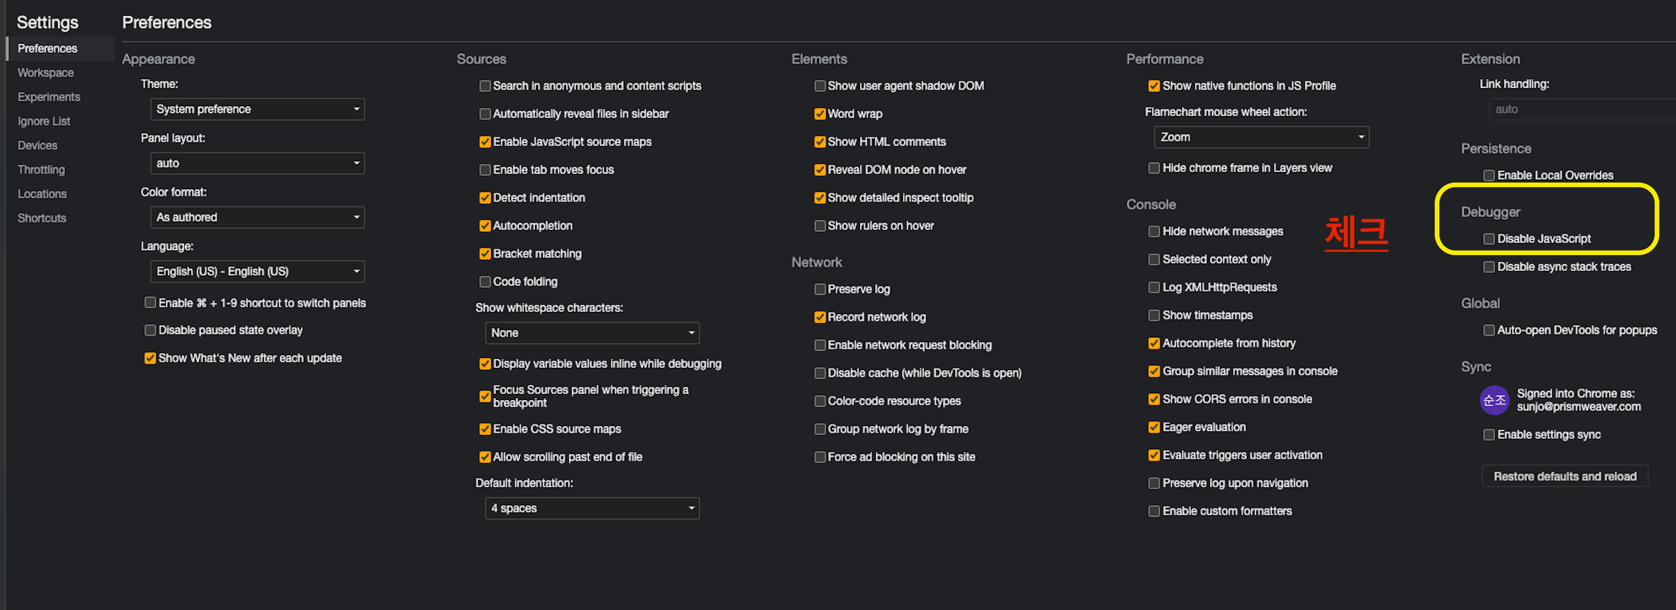 Settings
Preferences
Workspace
Experiments
Ignore List
Devices
Throttling
Locations
Shortcuts
Preferences
Appearance
Theme:
System preference
Panel layout:
auto
Color format:
As authored
Language:
English (US) - English (US)
Enable ⌘ + 1-9 shortcut to switch panels
Disable paused state overlay
Show What's New after each update
Sources
Search in anonymous and content scripts
Automatically reveal files in sidebar
Enable JavaScript source maps
Enable tab moves focus
Detect indentation
Autocompletion
Bracket matching
Code folding
Show whitespace characters:
None
Display variable values inline while debugging
Focus Sources panel when triggering a
breakpoint
Enable CSS source maps
Allow scrolling past end of file
Default indentation:
4 spaces
Elements
Show user agent shadow DOM
Word wrap
Show HTML comments
Reveal DOM node on hover
Show detailed inspect tooltip
Show rulers on hover
Network
Preserve log
Record network log
Enable network request blocking
Disable cache (while DevTools is open)
Color-code resource types
Group network log by frame
Force ad blocking on this site
Performance
Show native functions in JS Profile
Flamechart mouse wheel action:
Zoom
Hide chrome frame in Layers view
Console
Hide network messages
Selected context only
Log XMLHttpRequests
Show timestamps
Autocomplete from history
Group similar messages in console
Show CORS errors in console
Eager evaluation
Evaluate triggers user activation
Preserve log upon navigation
Enable custom formatters
체크
Extension
Link handling:
auto
Persistence
Enable Local Overrides
Debugger
Disable JavaScript
Disable async stack traces
Global
Auto-open DevTools for popups
Sync
순조
Signed into Chrome as:
sunjo@prismweaver.com
Enable settings sync
Restore defaults and reload